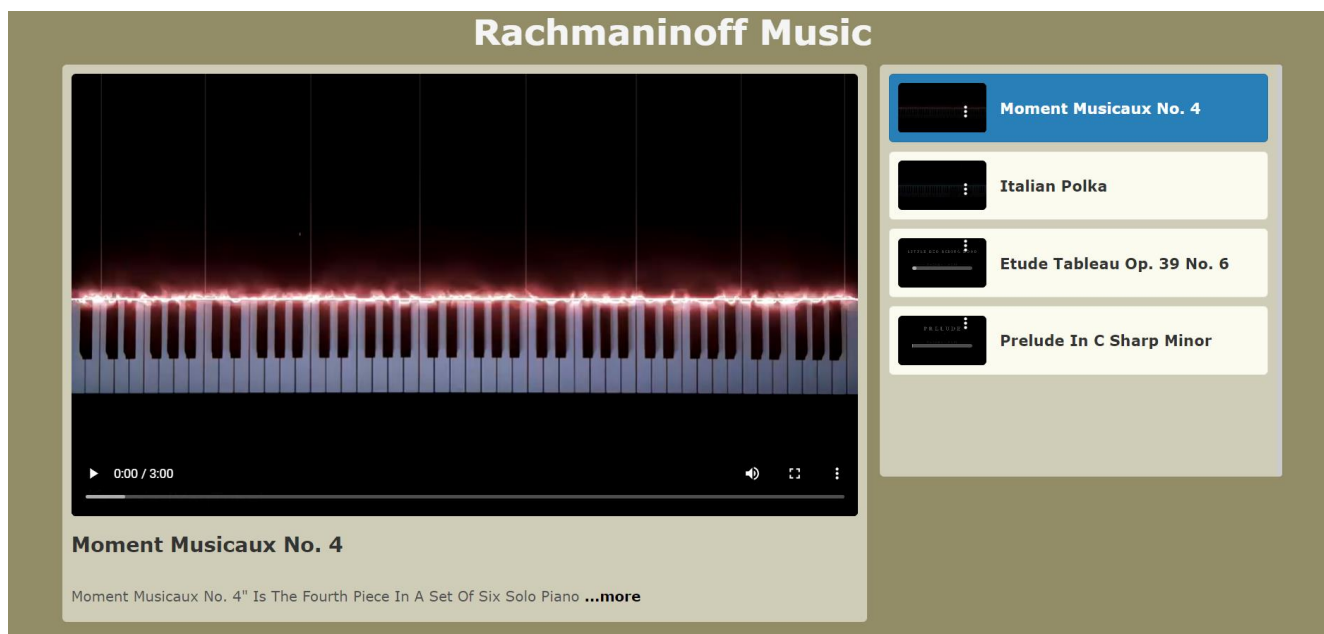 Rachmaninoff Music
0:00 / 3:00
Moment Musicaux No. 4
Moment Musicaux No. 4" Is The Fourth Piece In A Set Of Six Solo Piano ...more
Moment Musicaux No. 4
Italian Polka
Etude Tableau Op. 39 No. 6
PRELUDE
Prelude In C Sharp Minor